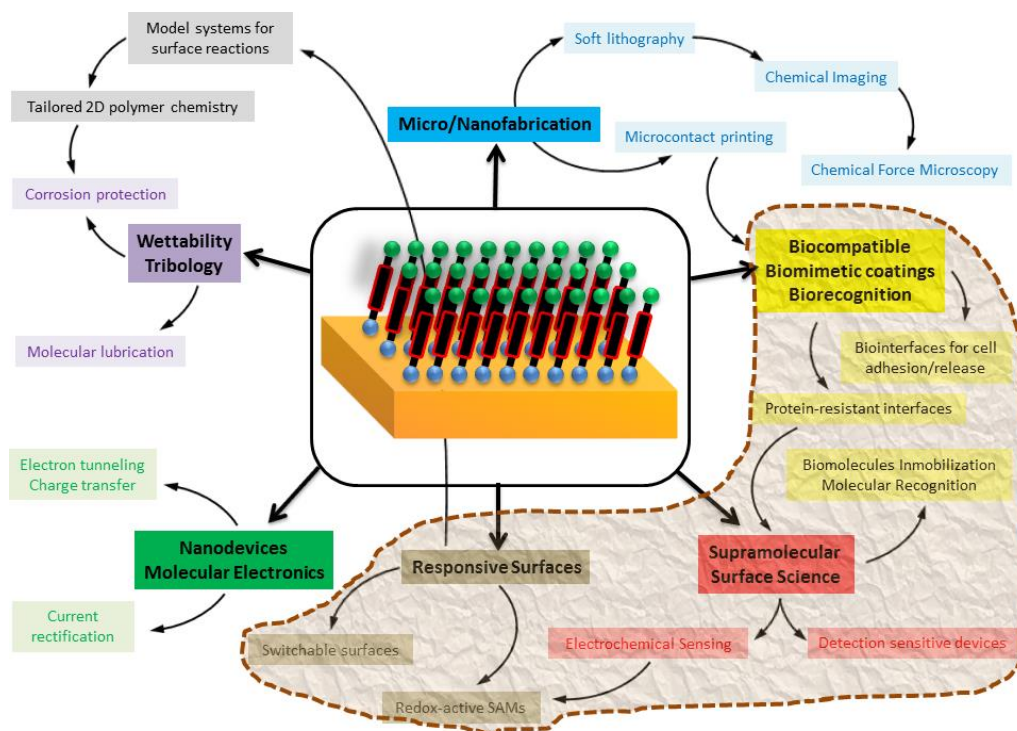 Model systems for
surface reactions
Tailored 2D polymer chemistry
Corrosion protection
Wettability
Tribology
Molecular lubrication
Soft lithography
Chemical Imaging
Micro/Nanofabrication
Microcontact printing
Chemical Force Microscopy
Biocompatible
Biomimetic coatings
Biorecognition
Biointerfaces for cell
adhesion/release
Protein-resistant interfaces
Biomolecules Inmobilization
Molecular Recognition
Electron tunneling
Charge transfer
Nanodevices
Molecular Electronics
Current
rectification
Responsive Surfaces
Supramolecular
Surface Science
Switchable surfaces
Electrochemical Sensing
Detection sensitive devices
Redox-active SAMs